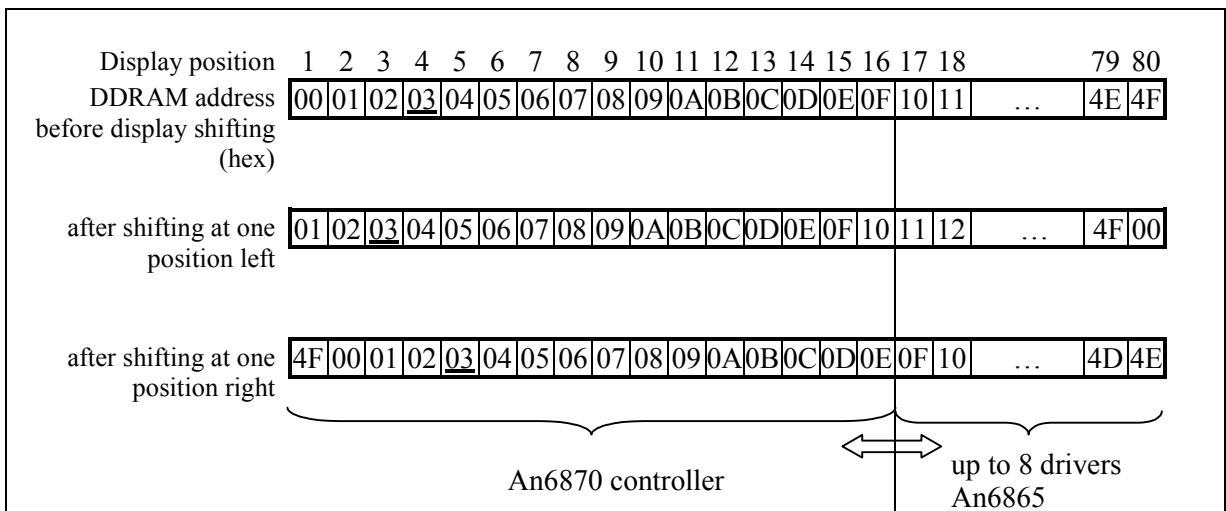 Display position 1 2 3 4 5 6 7 8 9 10 11 12 13 14 15 16 17 18 79 80
DDRAM address 00 01 02 03 04 05 06 07 08 09 0A 0B 0C 0D 0E 0F 10 11 … 4E 4F
before display shifting
(hex)
after shifting at one 01 02 03 04 05 06 07 08 09 0A 0B 0C 0D 0E 0F 10 11 12 … 4F 00
position left
after shifting at one 4F 00 01 02 03 04 05 06 07 08 09 0A 0B 0C 0D 0E 0F 10 … 4D 4E
position right
An6870 controller
up to 8 drivers
An6865